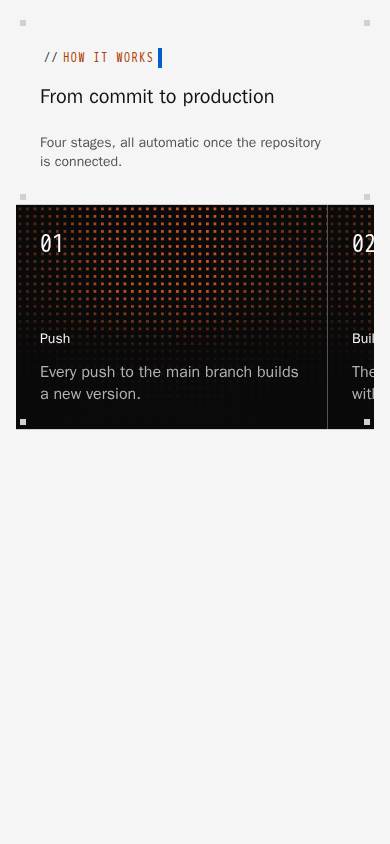 // HOW IT WORKS
From commit to production
Four stages, all automatic once the repository
is connected.
01
Push
Every push to the main branch builds
a new version.
02